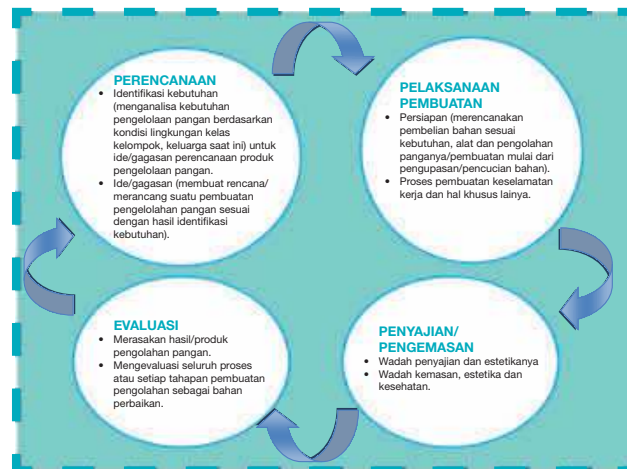 PERENCANAAN
• Identifikasi kebutuhan
(menganalisa kebutuhan
pengelolaan pangan berdasarkan
kondisi lingkungan kelas
kelompok, keluarga saat ini) untuk
ide/gagasan perencanaan produk
pengelolaan pangan.
• Ide/gagasan (membuat rencana/
merancang suatu pembuatan
pengelolahan pangan sesuai
dengan hasil identifikasi
kebutuhan).
PELAKSANAAN
PEMBUATAN
• Persiapan (merencanakan
pembelian bahan sesuai
kebutuhan, alat dan pengolahan
panganya/pembuatan mulai dari
pengupasan/pencucian bahan).
• Proses pembuatan keselamatan
kerja dan hal khusus lainya.
EVALUASI
• Merasakan hasil/produk
pengolahan pangan.
• Mengevaluasi seluruh proses
atau setiap tahapan pembuatan
pengolahan sebagai bahan
perbaikan.
PENYAJIAN/
PENGEMASAN
• Wadah penyajian dan estetikanya
• Wadah kemasan, estetika dan
kesehatan.